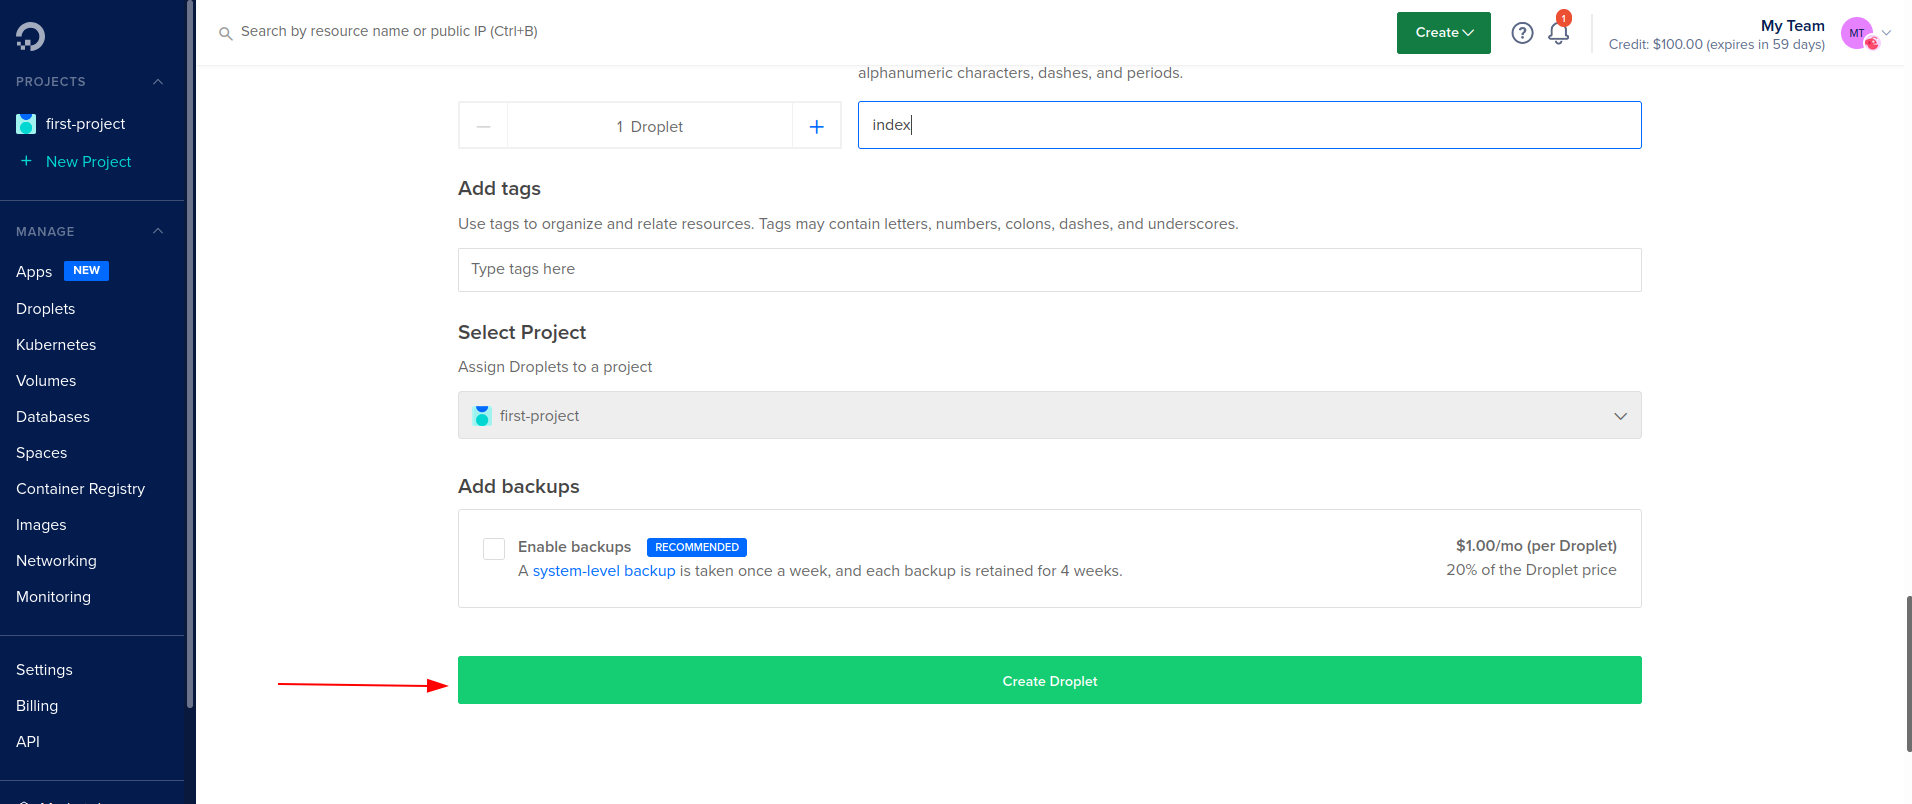 PROJECTS
first-project
+ New Project
MANAGE
Apps NEW
Droplets
Kubernetes
Volumes
Databases
Spaces
Container Registry
Images
Networking
Monitoring
Settings
Billing
API
Search by resource name or public IP (Ctrl+B)
Create
?
1
My Team
Credit: $100.00 (expires in 59 days)
MT
alphanumeric characters, dashes, and periods.
1 Droplet
index
Add tags
Use tags to organize and relate resources. Tags may contain letters, numbers, colons, dashes, and underscores.
Type tags here
Select Project
Assign Droplets to a project
first-project
Add backups
Enable backups RECOMMENDED
$1.00/mo (per Droplet)
A system-level backup is taken once a week, and each backup is retained for 4 weeks.
20% of the Droplet price
Create Droplet